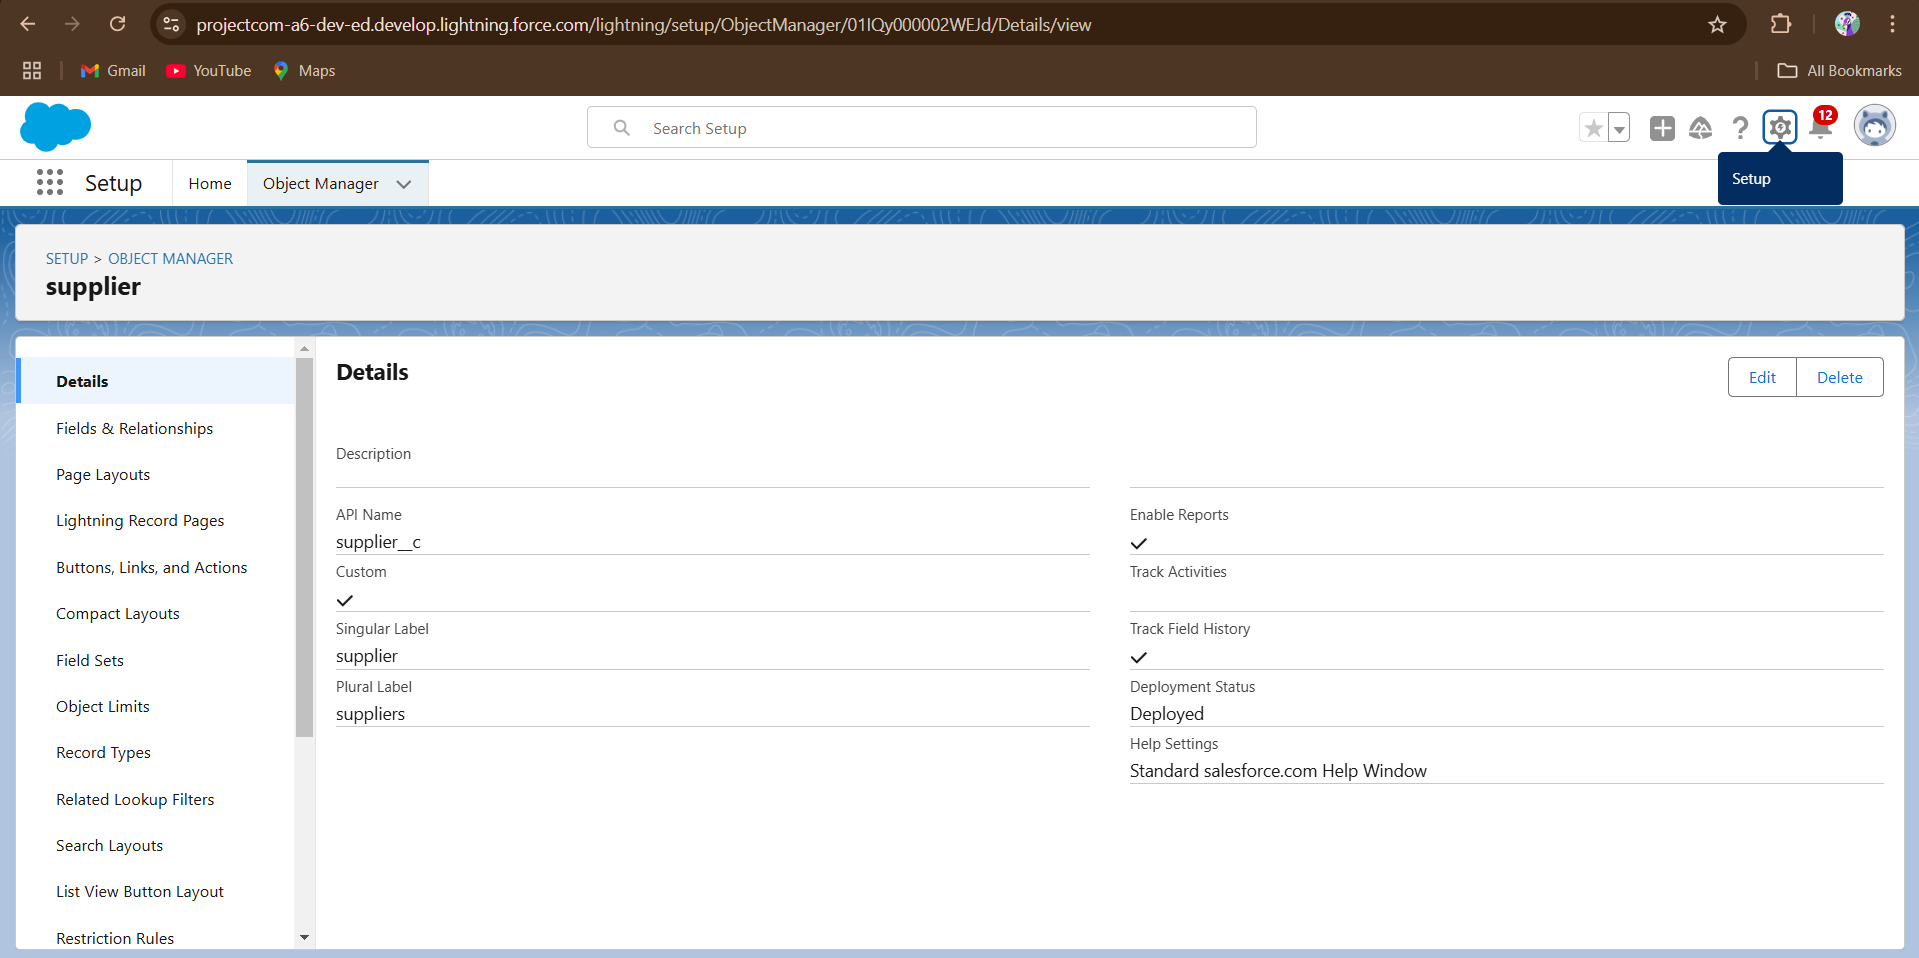 projectcom-a6-dev-ed.develop.lightning.force.com/lightning/setup/ObjectManager/01IQy000002WEJd/Details/view
Gmail YouTube Maps All Bookmarks
Search Setup
12
Setup Home Object Manager
Setup
SETUP > OBJECT MANAGER
supplier
Details
Fields & Relationships
Page Layouts
Lightning Record Pages
Buttons, Links, and Actions
Compact Layouts
Field Sets
Object Limits
Record Types
Related Lookup Filters
Search Layouts
List View Button Layout
Restriction Rules
Details
Edit Delete
Description
API Name
supplier__c
Custom
Singular Label
supplier
Plural Label
suppliers
Enable Reports
Track Activities
Track Field History
Deployment Status
Deployed
Help Settings
Standard salesforce.com Help Window